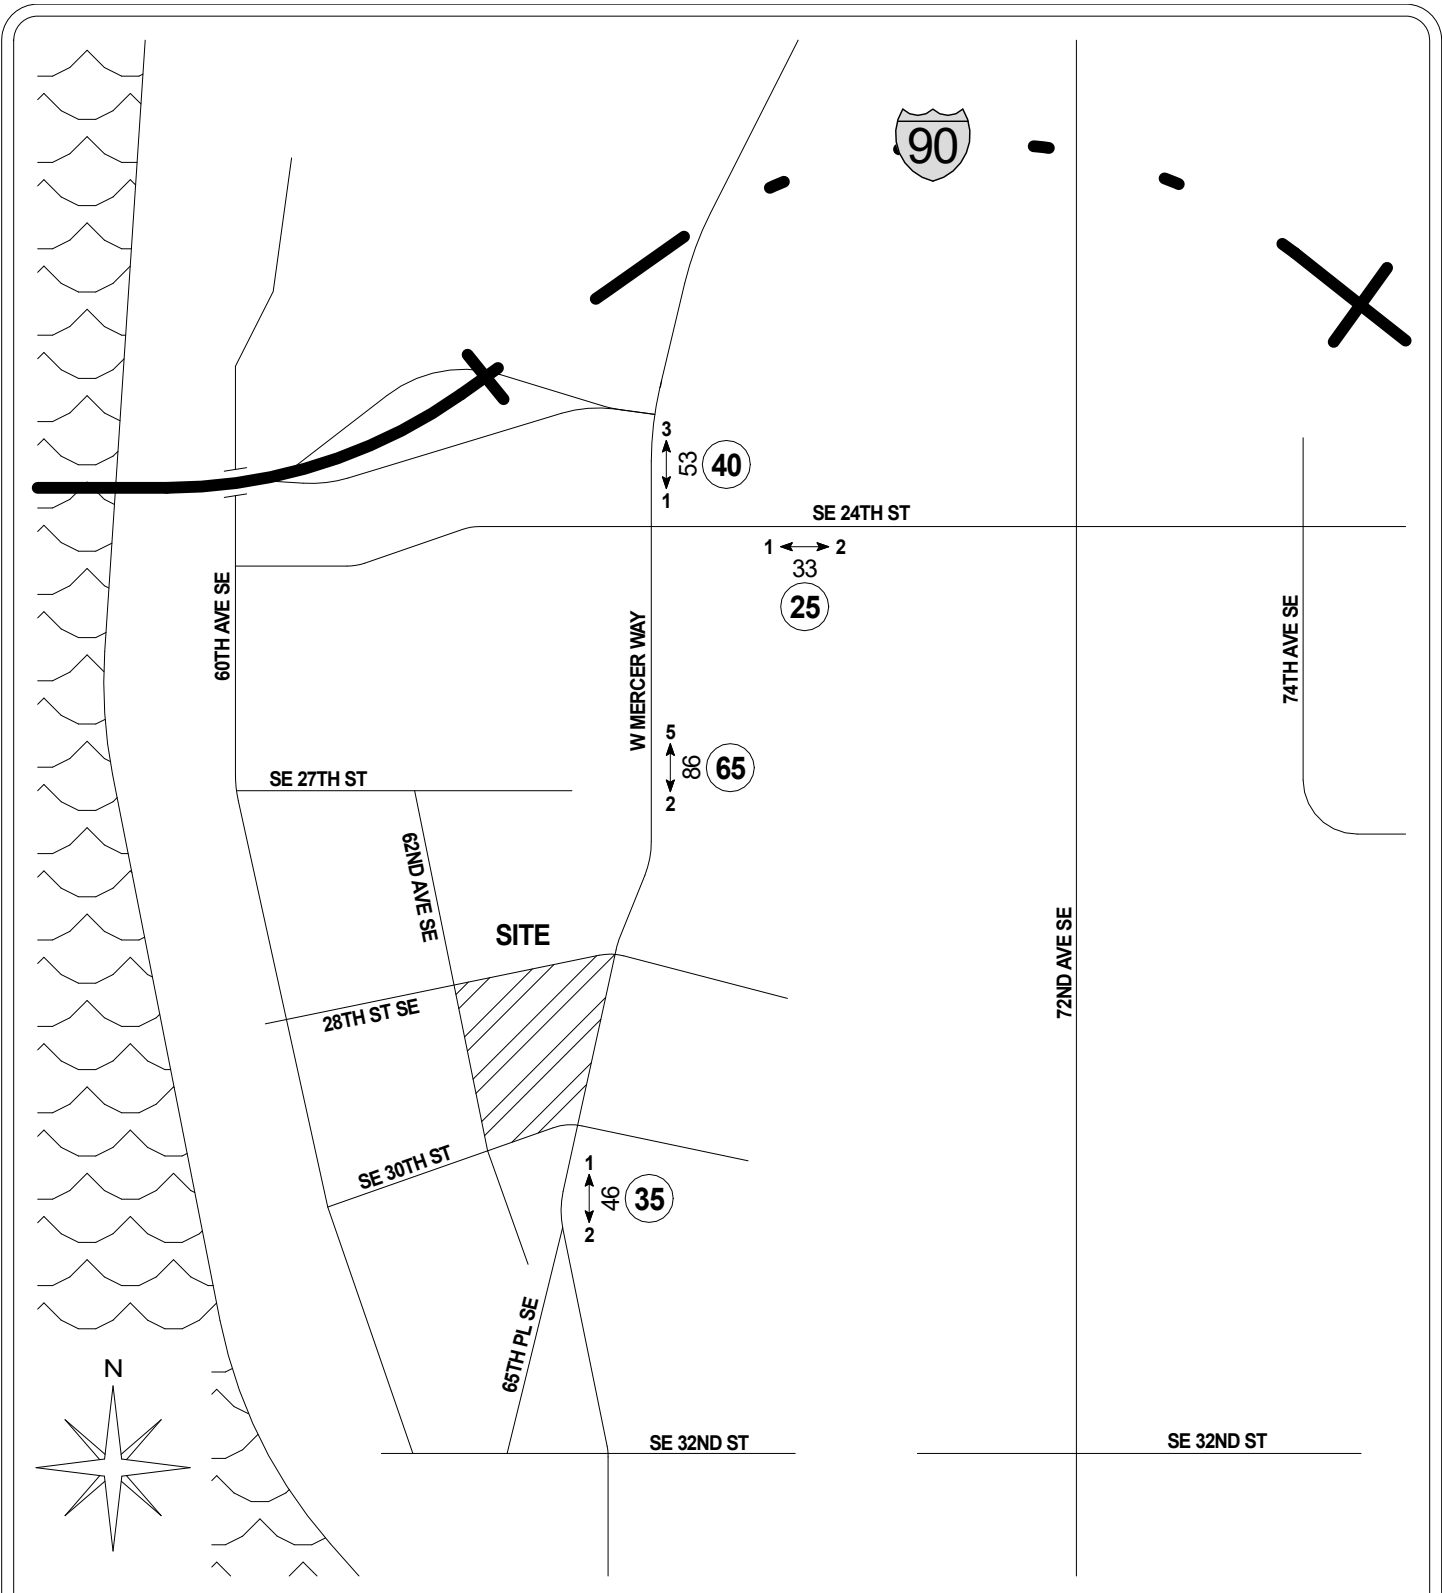 90
3
53
40
1
SE 24TH ST
1
2
33
25
60TH AVE SE
W MERCER WAY
74TH AVE SE
5
86
65
2
SE 27TH ST
62ND AVE SE
SITE
72ND AVE SE
28TH ST SE
SE 30TH ST
1
46
35
2
65TH PL SE
N
SE 32ND ST
SE 32ND ST